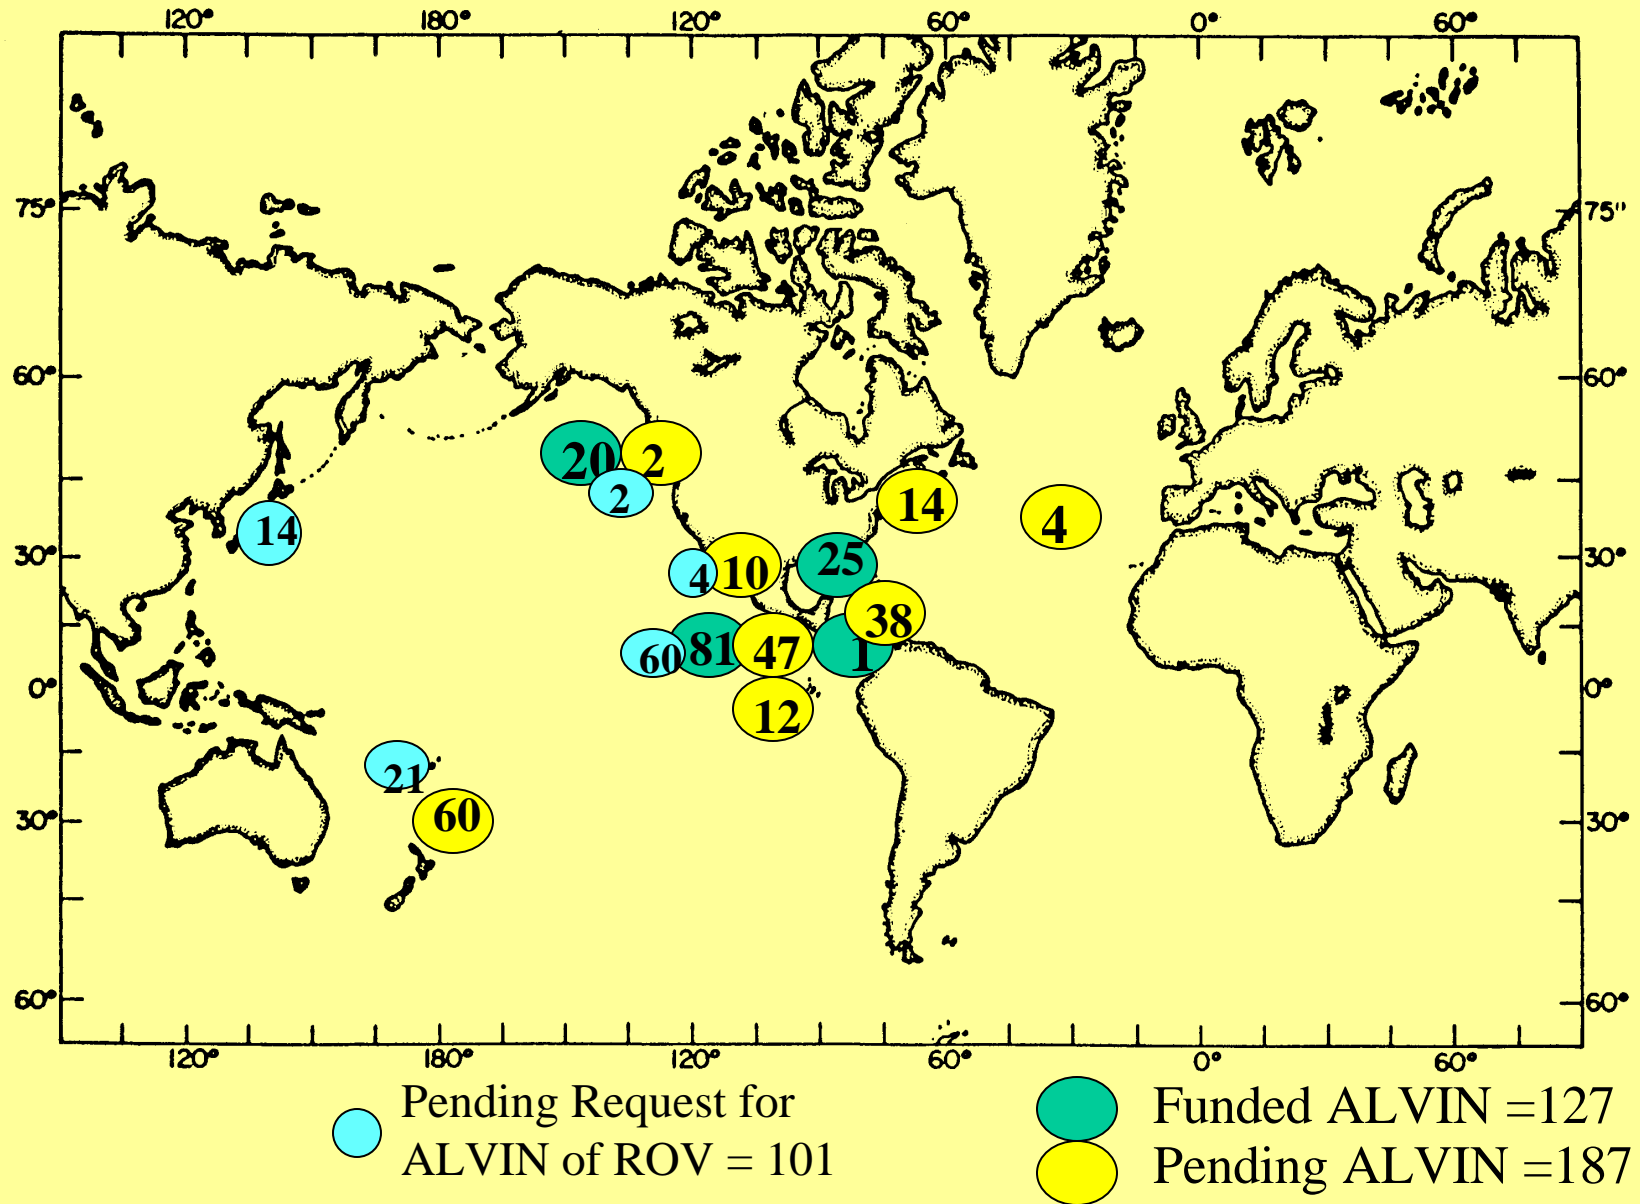 120° 180° 120° 60° 0° 60°
75° 75"
60° 60°
20 2
2
14 4
14
30° 25 30°
4 10
38
60 81 47 1
0° 0°
12
21
60
30° 30°
60° 60°
120° 180° 120° 60° 0° 60°
Pending Request for
ALVIN of ROV = 101
Funded ALVIN =127
Pending ALVIN =187